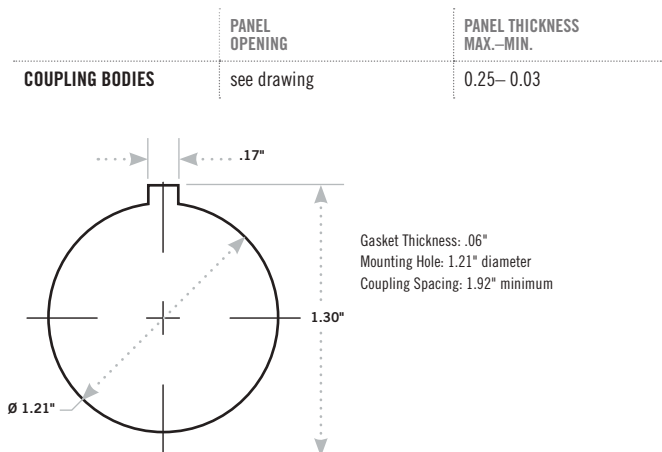 PANEL
OPENING
PANEL THICKNESS
MAX.–MIN.
COUPLING BODIES
see drawing
0.25– 0.03
.17"
Gasket Thickness: .06"
Mounting Hole: 1.21" diameter
Coupling Spacing: 1.92" minimum
1.30"
Ø 1.21"